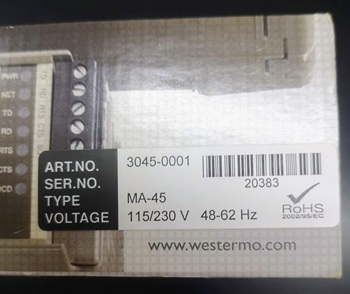 PWR
NET
TD
RD
RTS
CTS
DCD
ART.NO. 3045-0001
SER.NO. 20383
TYPE MA-45
VOLTAGE 115/230 V 48-62 Hz
RoHS
2002/95/EC
www.westermo.com